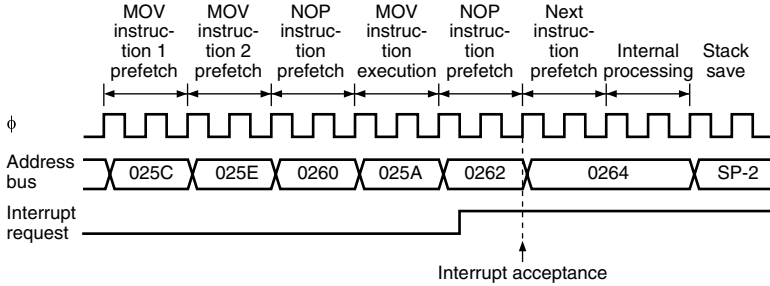 MOV
instruc-
tion 1
prefetch
MOV
instruc-
tion 2
prefetch
NOP
instruc-
tion
prefetch
MOV
instruc-
tion
execution
NOP
instruc-
tion
prefetch
Next
instruc-
tion
prefetch
Internal
processing
Stack
save
ϕ
Address
bus
025C
025E
0260
025A
0262
0264
SP-2
Interrupt
request
Interrupt acceptance